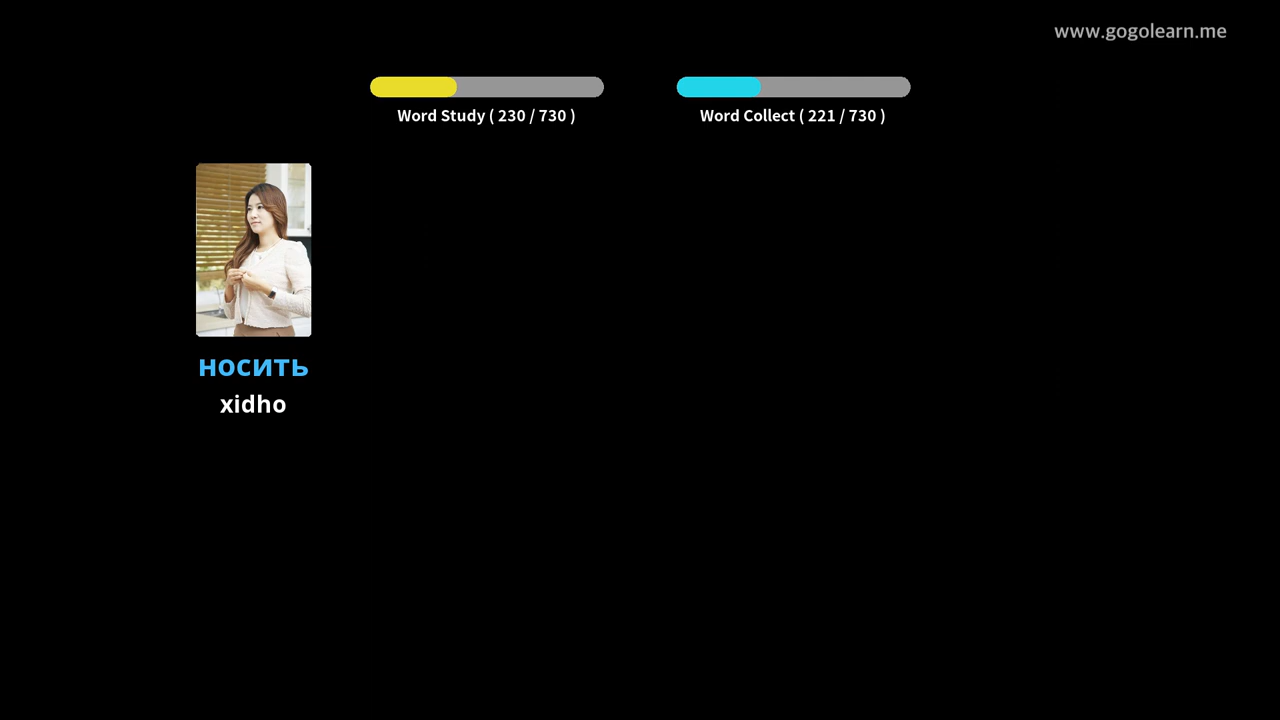 www.gogolearn.me
Word Study ( 230 / 730 )
Word Collect ( 221 / 730 )
носить
xidho